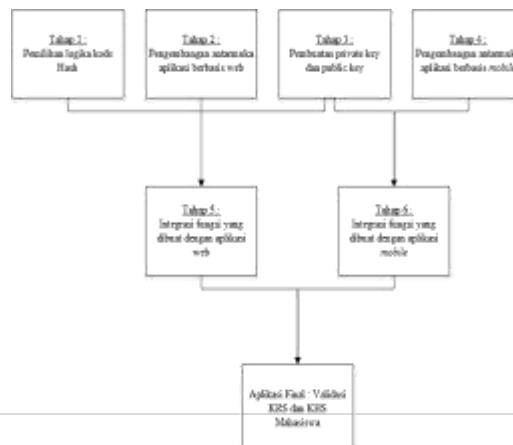 Tahap 1 :
Pemilihan logika kode
Hash
Tahap 2 :
Pengembangan antarmuka
aplikasi berbasis web
Tahap 3 :
Pembuatan private key
dan public key
Tahap 4 :
Pengembangan antarmuka
aplikasi berbasis mobile
Tahap 5 :
Integrasi fungsi yang
dibuat dengan aplikasi
web
Tahap 6 :
Integrasi fungsi yang
dibuat dengan aplikasi
mobile
Aplikasi Final : Validasi
KRS dan KHS
Mahasiswa